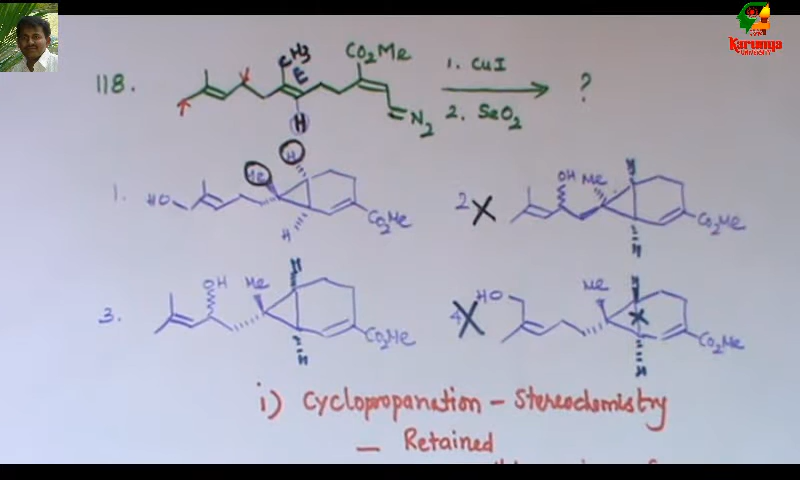 Karunya
UNIVERSITY
118.
CH3
E
H
CO2Me
N2
1. CuI
2. SeO2
?
1.
HO
Me
H
H
CO2Me
2
X
OH
Me
H
H
CO2Me
3.
OH
Me
H
H
CO2Me
4
X
HO
Me
H
H
CO2Me
i) Cyclopropanation - Stereochemistry
- Retained